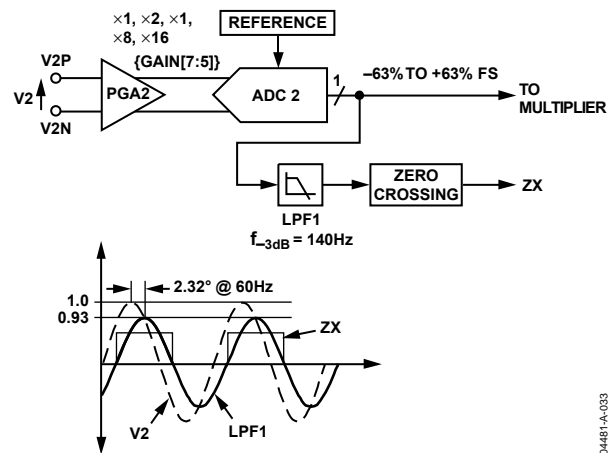 REFERENCE
×1, ×2, ×1,
×8, ×16
{GAIN[7:5]}
V2P
V2
V2N
PGA2
ADC 2
1
–63% TO +63% FS
TO
MULTIPLIER
LPF1
f–3dB = 140Hz
ZERO
CROSSING
ZX
2.32° @ 60Hz
1.0
0.93
ZX
V2
LPF1
04481-A-033